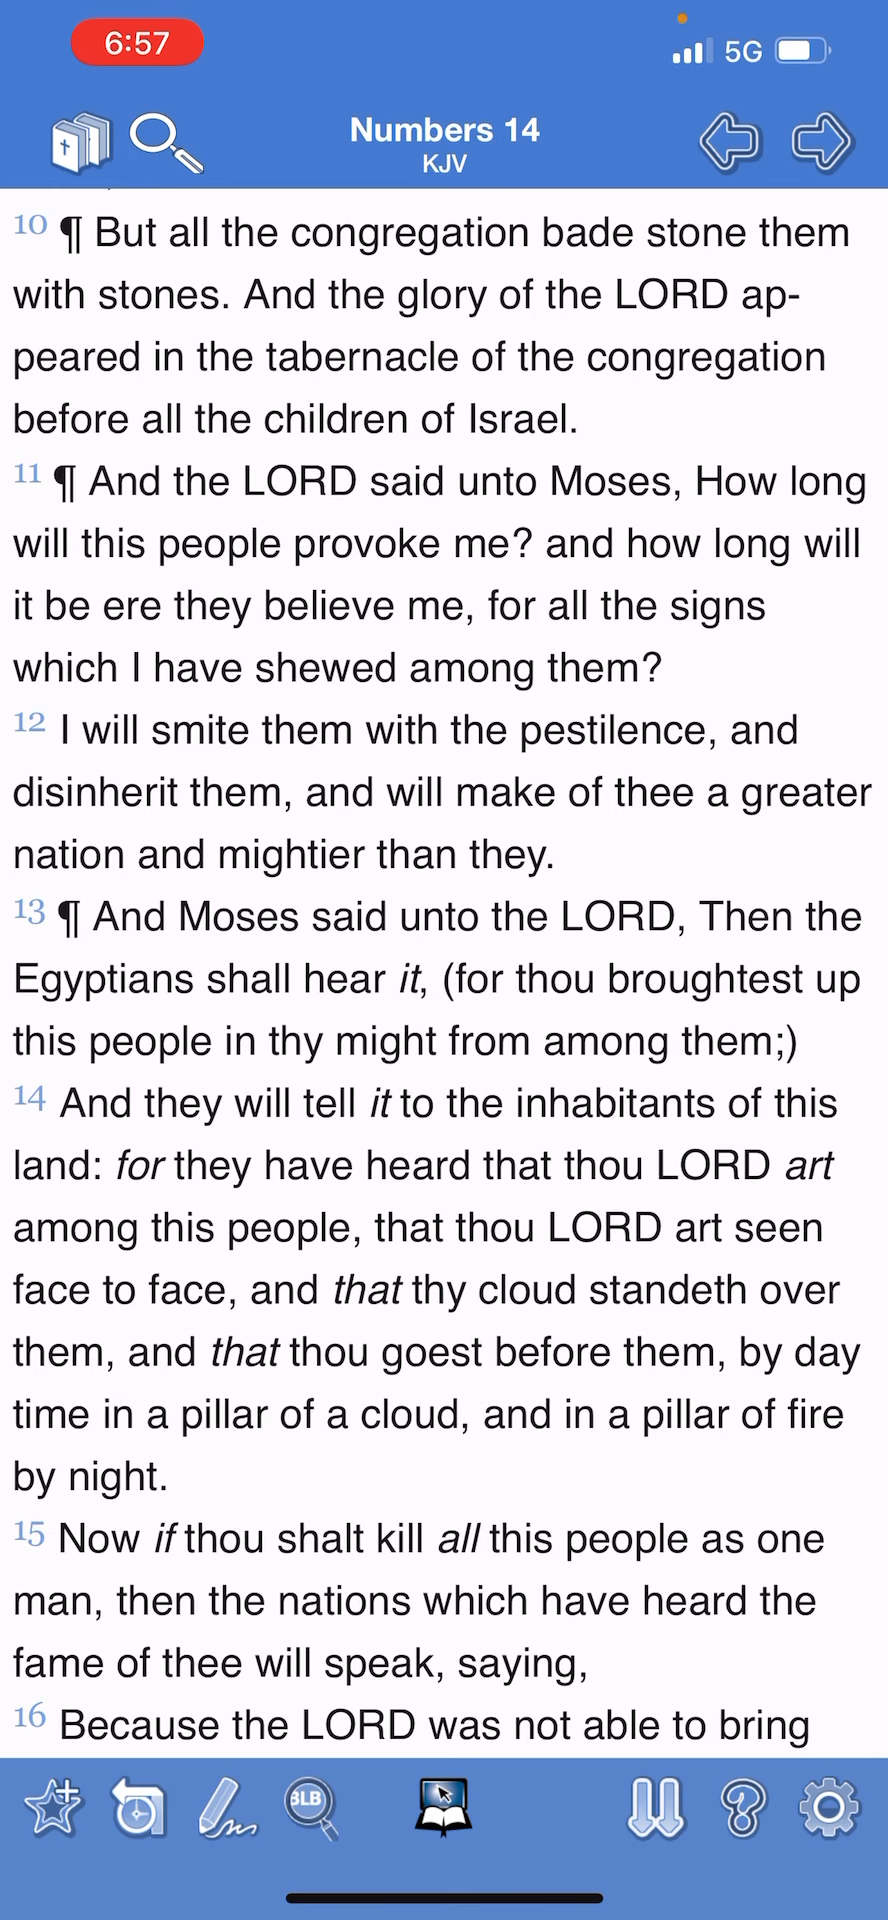 6:57
5G
Numbers 14
KJV
10 ¶ But all the congregation bade stone them
with stones. And the glory of the LORD ap-
peared in the tabernacle of the congregation
before all the children of Israel.
11 ¶ And the LORD said unto Moses, How long
will this people provoke me? and how long will
it be ere they believe me, for all the signs
which I have shewed among them?
12 I will smite them with the pestilence, and
disinherit them, and will make of thee a greater
nation and mightier than they.
13 ¶ And Moses said unto the LORD, Then the
Egyptians shall hear it, (for thou broughtest up
this people in thy might from among them;)
14 And they will tell it to the inhabitants of this
land: for they have heard that thou LORD art
among this people, that thou LORD art seen
face to face, and that thy cloud standeth over
them, and that thou goest before them, by day
time in a pillar of a cloud, and in a pillar of fire
by night.
15 Now if thou shalt kill all this people as one
man, then the nations which have heard the
fame of thee will speak, saying,
16 Because the LORD was not able to bring
BLB